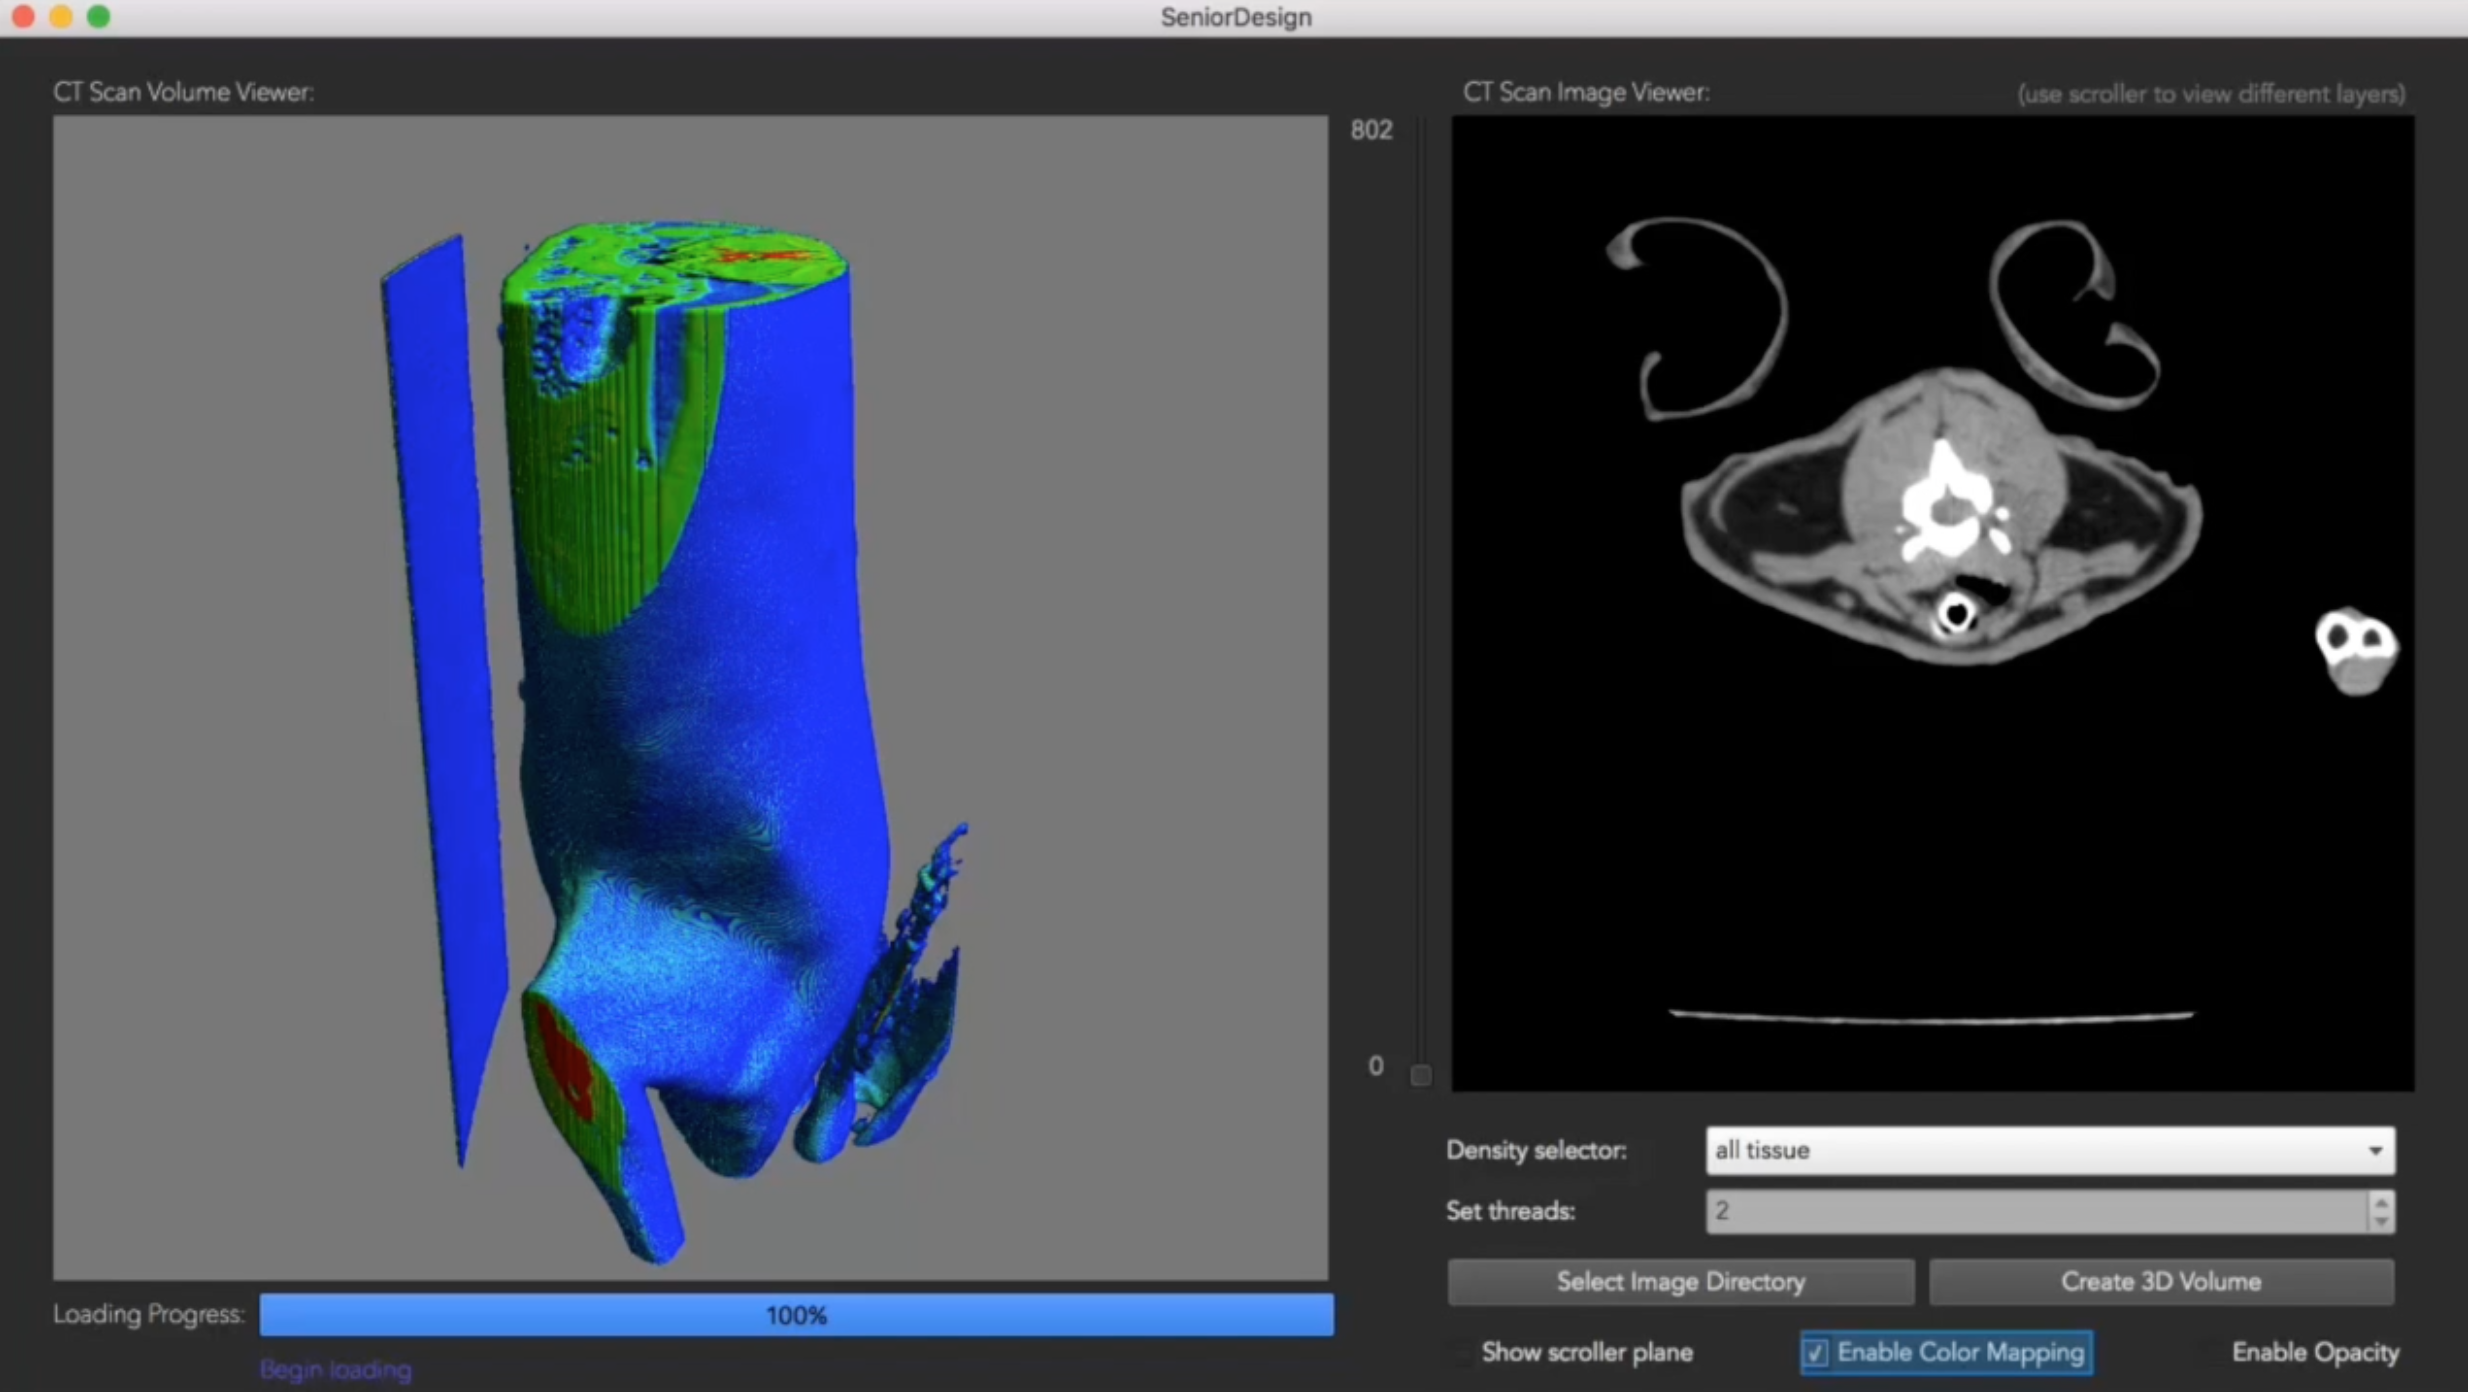 SeniorDesign
CT Scan Volume Viewer:
CT Scan Image Viewer:
(use scroller to view different layers)
802
0
Density selector:
all tissue
Set threads:
2
Select Image Directory
Create 3D Volume
Loading Progress:
100%
Begin loading
Show scroller plane
Enable Color Mapping
Enable Opacity